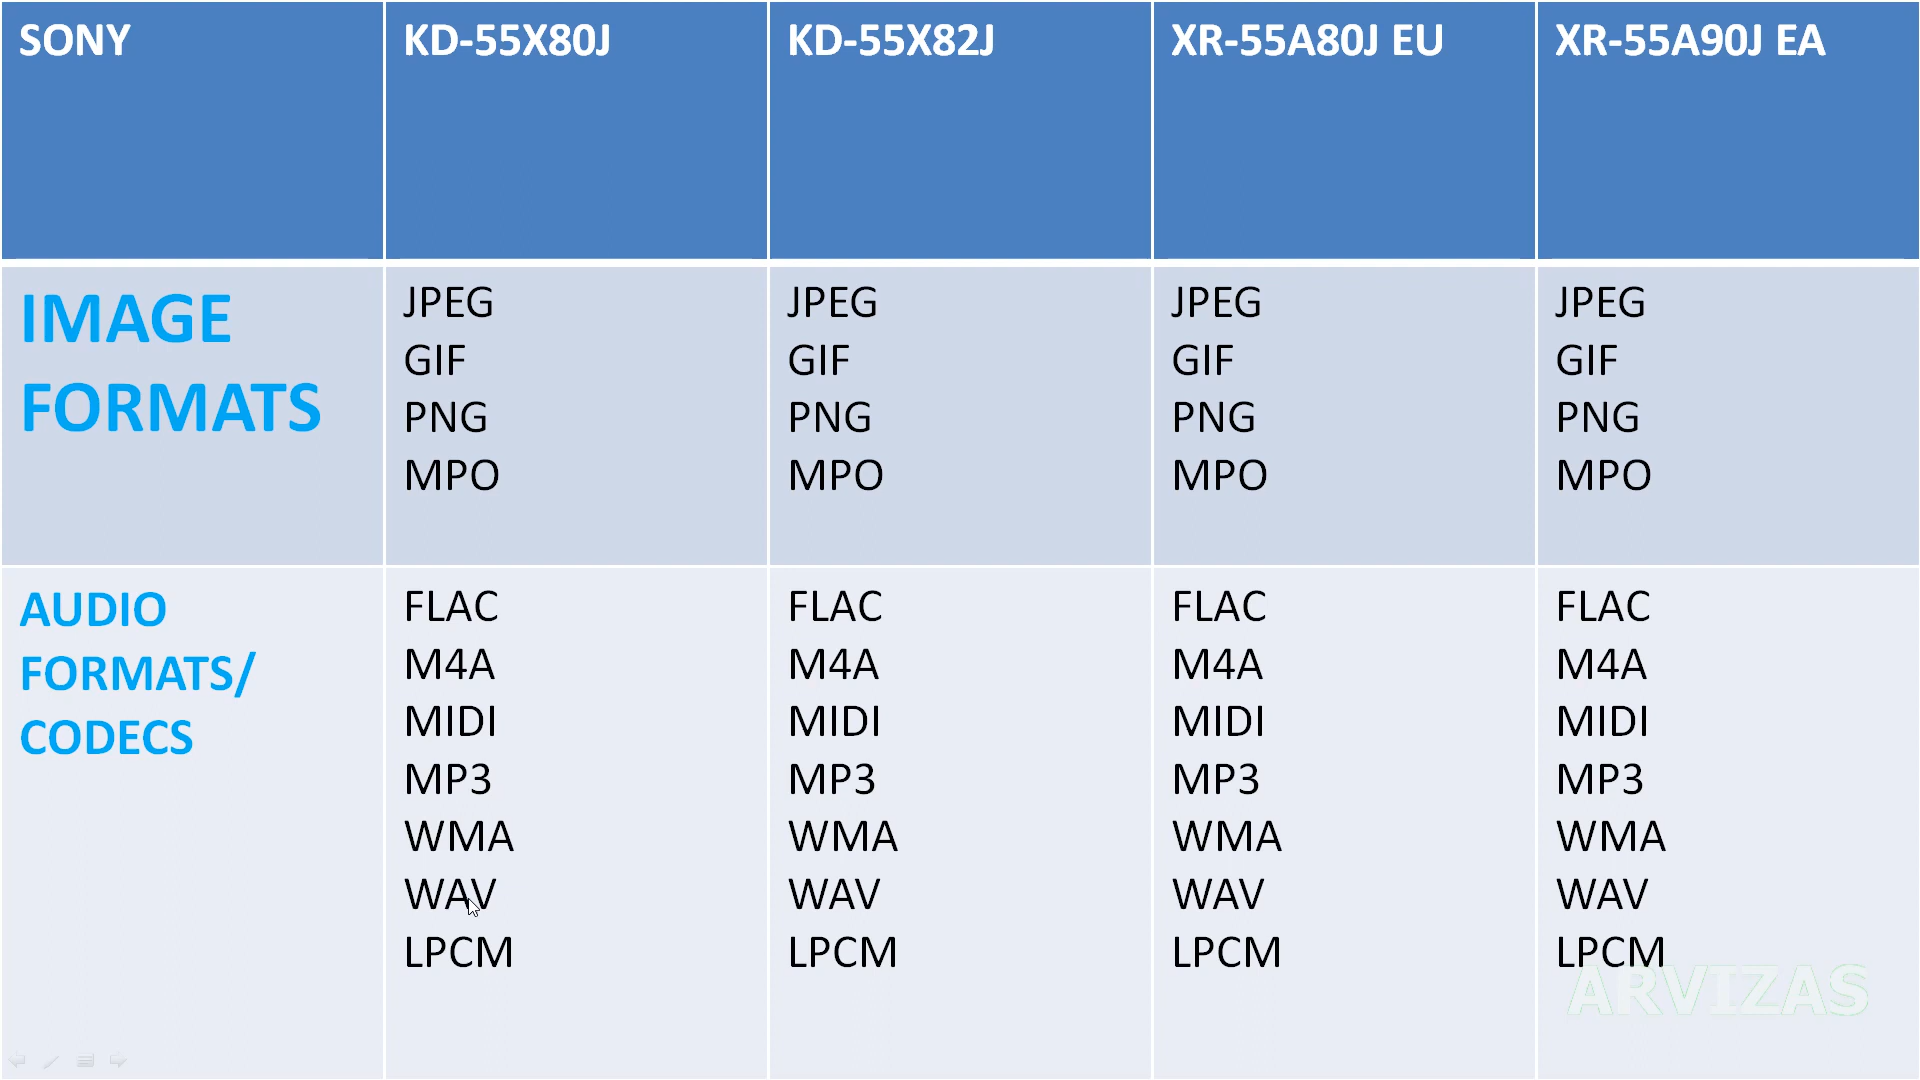 SONY
KD-55X80J
KD-55X82J
XR-55A80J EU
XR-55A90J EA
IMAGE
FORMATS
JPEG
GIF
PNG
MPO
JPEG
GIF
PNG
MPO
JPEG
GIF
PNG
MPO
JPEG
GIF
PNG
MPO
AUDIO
FORMATS/
CODECS
FLAC
M4A
MIDI
MP3
WMA
WAV
LPCM
FLAC
M4A
MIDI
MP3
WMA
WAV
LPCM
FLAC
M4A
MIDI
MP3
WMA
WAV
LPCM
FLAC
M4A
MIDI
MP3
WMA
WAV
LPCM
ARVIZAS